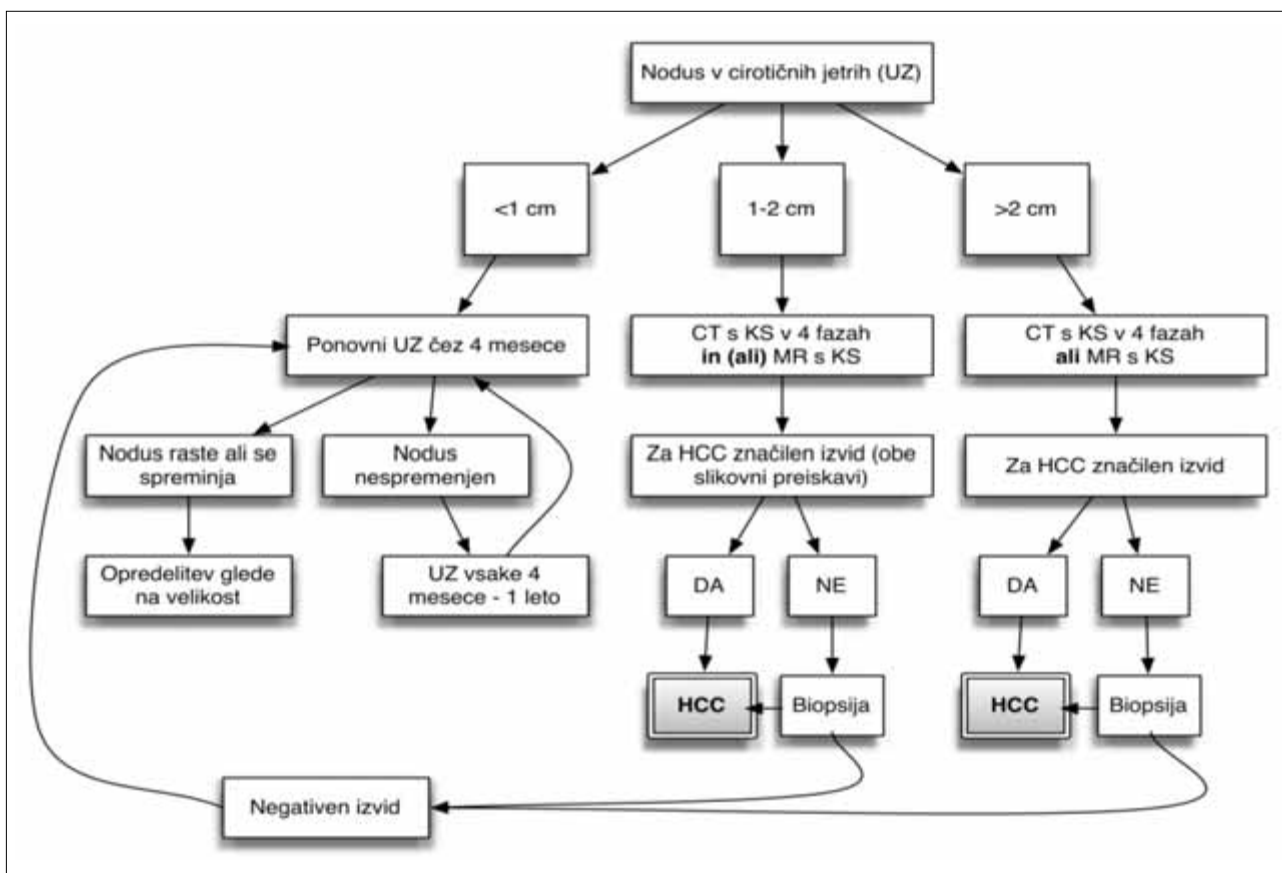 Nodus v cirotičnih jetrih (UZ)
<1 cm
1-2 cm
>2 cm
Ponovni UZ čez 4 mesece
CT s KS v 4 fazah
in (ali) MR s KS
CT s KS v 4 fazah
ali MR s KS
Nodus raste ali se
spreminja
Nodus
nespremenjen
Za HCC značilen izvid (obe
slikovni preiskavi)
Za HCC značilen izvid
Opredelitev glede
na velikost
UZ vsake 4
mesece - 1 leto
DA
NE
DA
NE
HCC
Biopsija
HCC
Biopsija
Negativen izvid